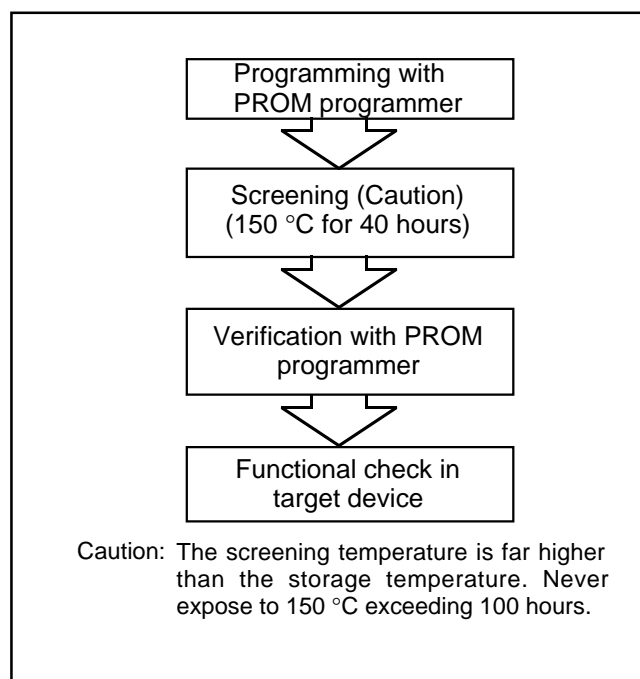 Programming with
PROM programmer
Screening (Caution)
(150 °C for 40 hours)
Verification with PROM
programmer
Functional check in
target device
Caution: The screening temperature is far higher
than the storage temperature. Never
expose to 150 °C exceeding 100 hours.